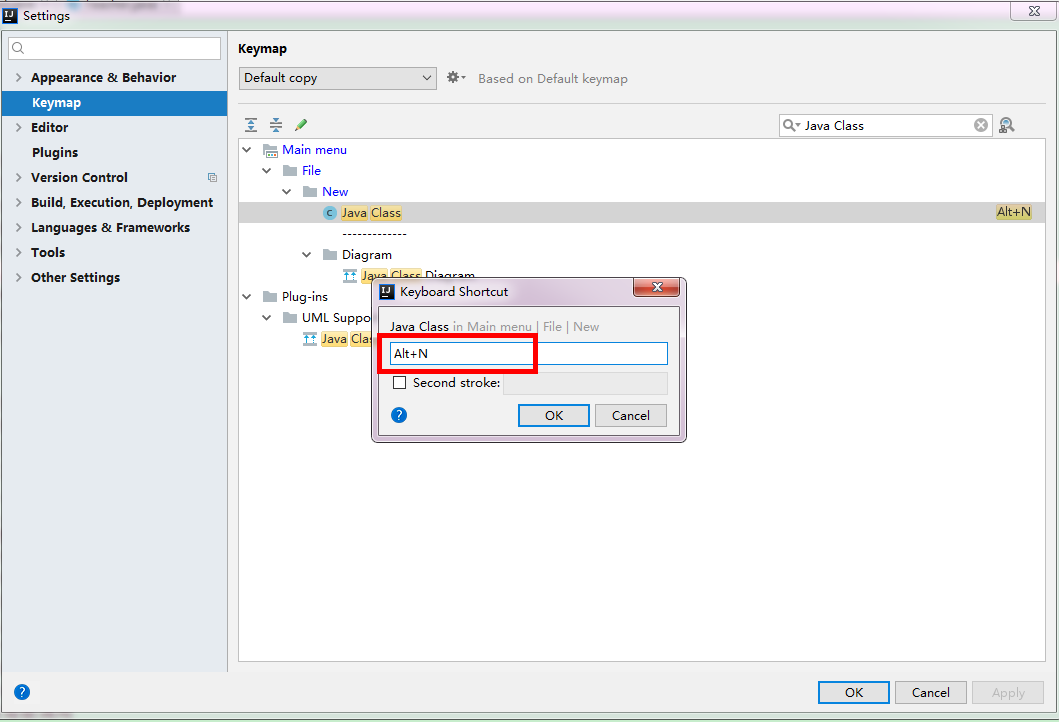 Settings
Appearance & Behavior
Keymap
Editor
Plugins
Version Control
Build, Execution, Deployment
Languages & Frameworks
Tools
Other Settings
Keymap
Default copy
Based on Default keymap
Java Class
Main menu
File
New
Java Class Alt+N
-------------
Diagram
Java Class Diagram
Plug-ins
UML Suppo
Java Clas
Keyboard Shortcut
Java Class in Main menu | File | New
Alt+N
Second stroke:
?
OK Cancel
?
OK Cancel Apply